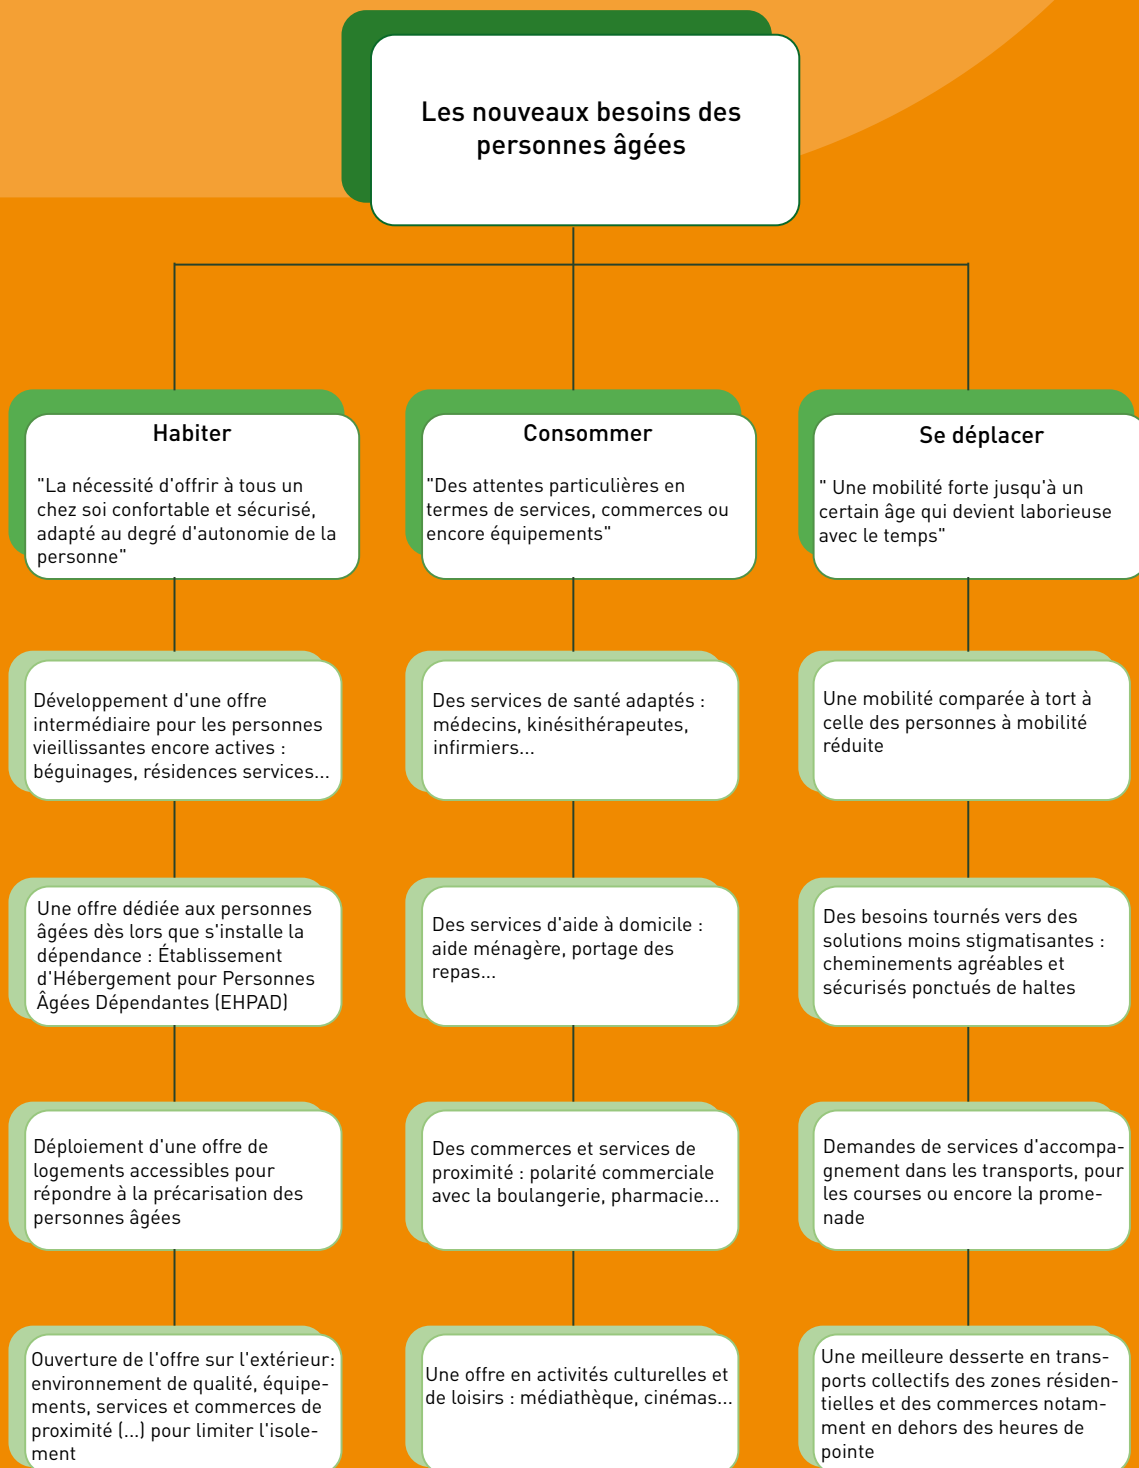 Les nouveaux besoins des
personnes âgées
Habiter
"La nécessité d'offrir à tous un
chez soi confortable et sécurisé,
adapté au degré d'autonomie de la
personne"
Développement d'une offre
intermédiaire pour les personnes
vieillissantes encore actives :
béguinages, résidences services...
Une offre dédiée aux personnes
âgées dès lors que s'installe la
dépendance : Établissement
d'Hébergement pour Personnes
Âgées Dépendantes (EHPAD)
Déploiement d'une offre de
logements accessibles pour
répondre à la précarisation des
personnes âgées
Ouverture de l'offre sur l'extérieur:
environnement de qualité, équipe-
ments, services et commerces de
proximité (...) pour limiter l'isole-
ment
Consommer
"Des attentes particulières en
termes de services, commerces ou
encore équipements"
Des services de santé adaptés :
médecins, kinésithérapeutes,
infirmiers...
Des services d'aide à domicile :
aide ménagère, portage des
repas...
Des commerces et services de
proximité : polarité commerciale
avec la boulangerie, pharmacie...
Une offre en activités culturelles et
de loisirs : médiathèque, cinémas...
Se déplacer
" Une mobilité forte jusqu'à un
certain âge qui devient laborieuse
avec le temps"
Une mobilité comparée à tort à
celle des personnes à mobilité
réduite
Des besoins tournés vers des
solutions moins stigmatisantes :
cheminements agréables et
sécurisés ponctués de haltes
Demandes de services d'accompa-
gnement dans les transports, pour
les courses ou encore la prome-
nade
Une meilleure desserte en trans-
ports collectifs des zones résiden-
tielles et des commerces notam-
ment en dehors des heures de
pointe